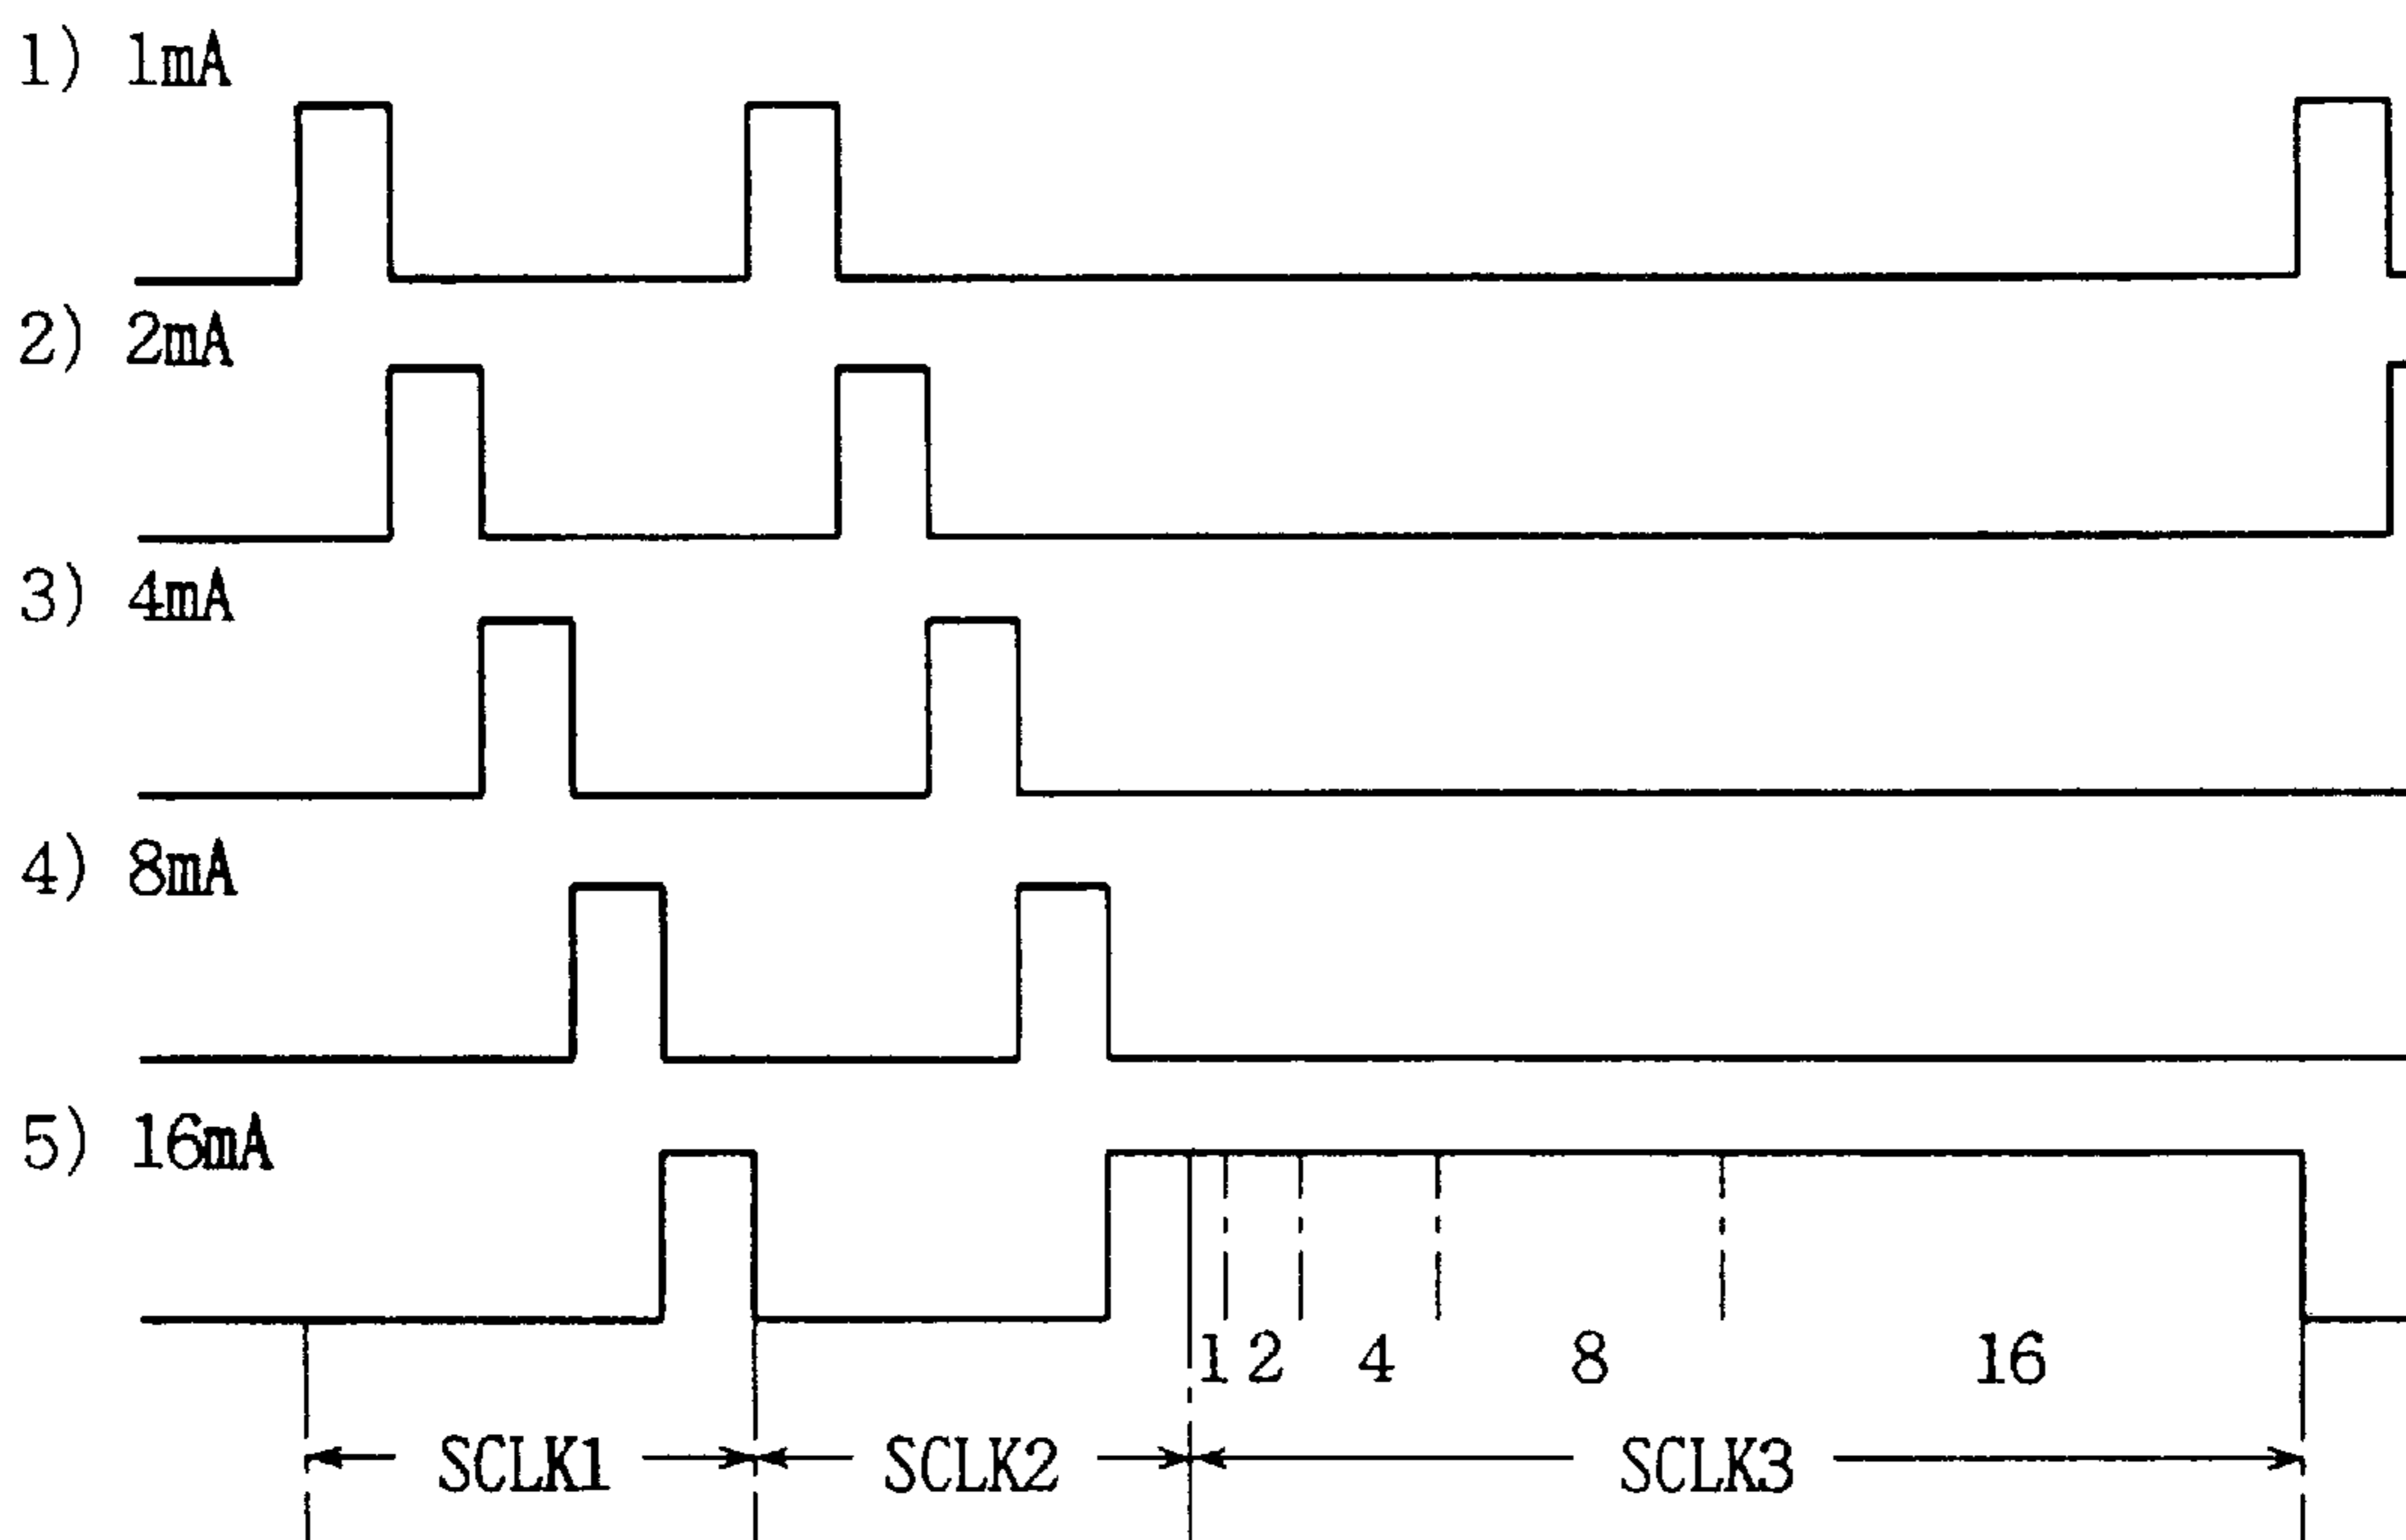 1) 1mA
2) 2mA
3) 4mA
4) 8mA
5) 16mA
1 2 4 8 16
SCLK1 SCLK2 SCLK3